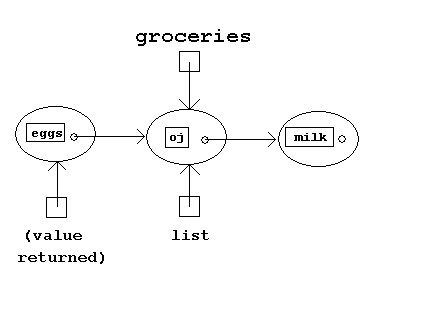 groceries
eggs
oj
milk
(value
returned)
list